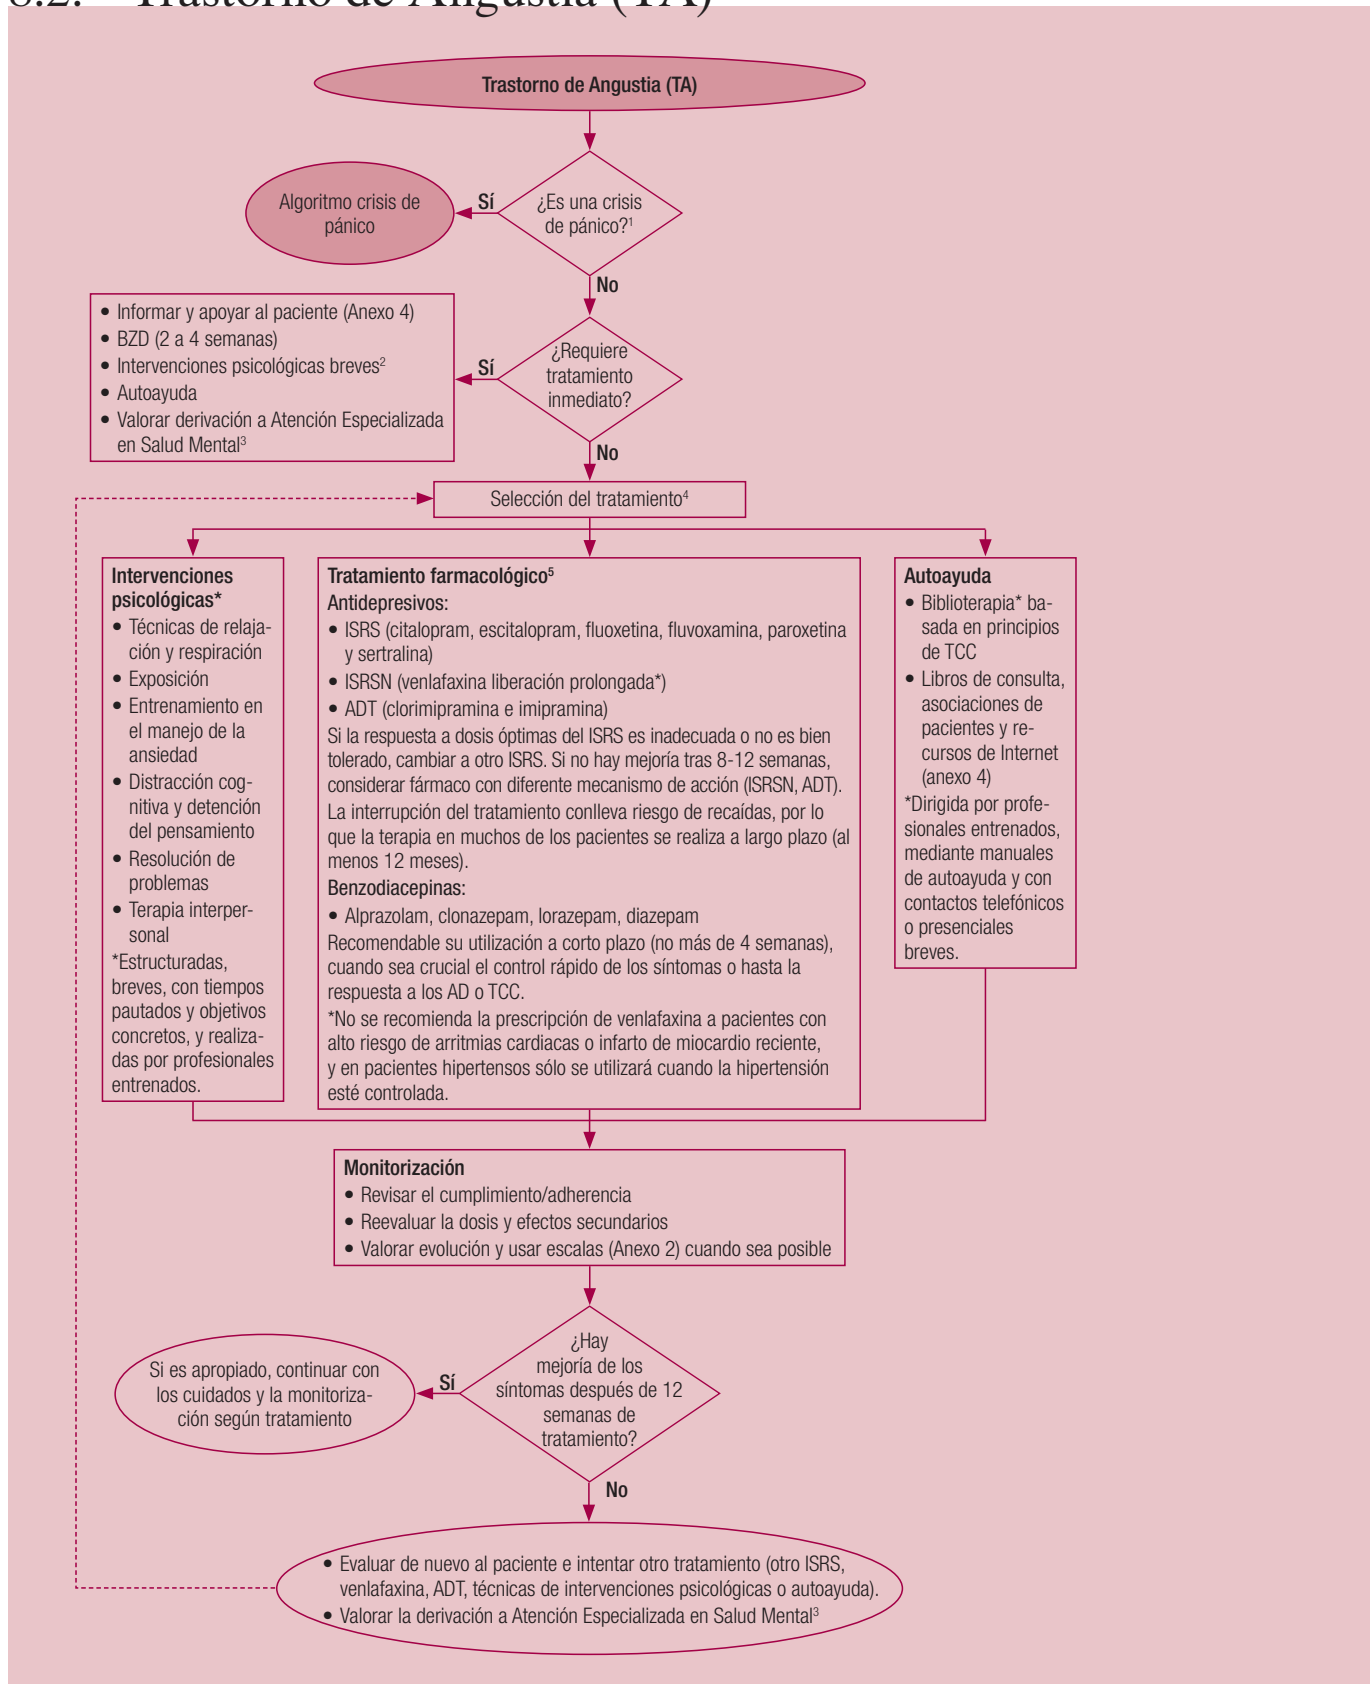 8.2. Trastorno de Angustia (TA)
Trastorno de Angustia (TA)
¿Es una crisis
de pánico?1
Sí
Algoritmo crisis de
pánico
No
¿Requiere
tratamiento
inmediato?
Sí
• Informar y apoyar al paciente (Anexo 4)
• BZD (2 a 4 semanas)
• Intervenciones psicológicas breves2
• Autoayuda
• Valorar derivación a Atención Especializada
en Salud Mental3
No
Selección del tratamiento4
Intervenciones
psicológicas*
• Técnicas de relaja-
ción y respiración
• Exposición
• Entrenamiento en
el manejo de la
ansiedad
• Distracción cog-
nitiva y detención
del pensamiento
• Resolución de
problemas
• Terapia interper-
sonal
*Estructuradas,
breves, con tiempos
pautados y objetivos
concretos, y realiza-
das por profesionales
entrenados.
Tratamiento farmacológico5
Antidepresivos:
• ISRS (citalopram, escitalopram, fluoxetina, fluvoxamina, paroxetina
y sertralina)
• ISRSN (venlafaxina liberación prolongada*)
• ADT (clorimipramina e imipramina)
Si la respuesta a dosis óptimas del ISRS es inadecuada o no es bien
tolerado, cambiar a otro ISRS. Si no hay mejoría tras 8-12 semanas,
considerar fármaco con diferente mecanismo de acción (ISRSN, ADT).
La interrupción del tratamiento conlleva riesgo de recaídas, por lo
que la terapia en muchos de los pacientes se realiza a largo plazo (al
menos 12 meses).
Benzodiacepinas:
• Alprazolam, clonazepam, lorazepam, diazepam
Recomendable su utilización a corto plazo (no más de 4 semanas),
cuando sea crucial el control rápido de los síntomas o hasta la
respuesta a los AD o TCC.
*No se recomienda la prescripción de venlafaxina a pacientes con
alto riesgo de arritmias cardiacas o infarto de miocardio reciente,
y en pacientes hipertensos sólo se utilizará cuando la hipertensión
esté controlada.
Autoayuda
• Biblioterapia* ba-
sada en principios
de TCC
• Libros de consulta,
asociaciones de
pacientes y re-
cursos de Internet
(anexo 4)
*Dirigida por profe-
sionales entrenados,
mediante manuales
de autoayuda y con
contactos telefónicos
o presenciales
breves.
Monitorización
• Revisar el cumplimiento/adherencia
• Reevaluar la dosis y efectos secundarios
• Valorar evolución y usar escalas (Anexo 2) cuando sea posible
¿Hay
mejoría de los
síntomas después de 12
semanas de
tratamiento?
Sí
Si es apropiado, continuar con
los cuidados y la monitoriza-
ción según tratamiento
No
• Evaluar de nuevo al paciente e intentar otro tratamiento (otro ISRS,
venlafaxina, ADT, técnicas de intervenciones psicológicas o autoayuda).
• Valorar la derivación a Atención Especializada en Salud Mental3